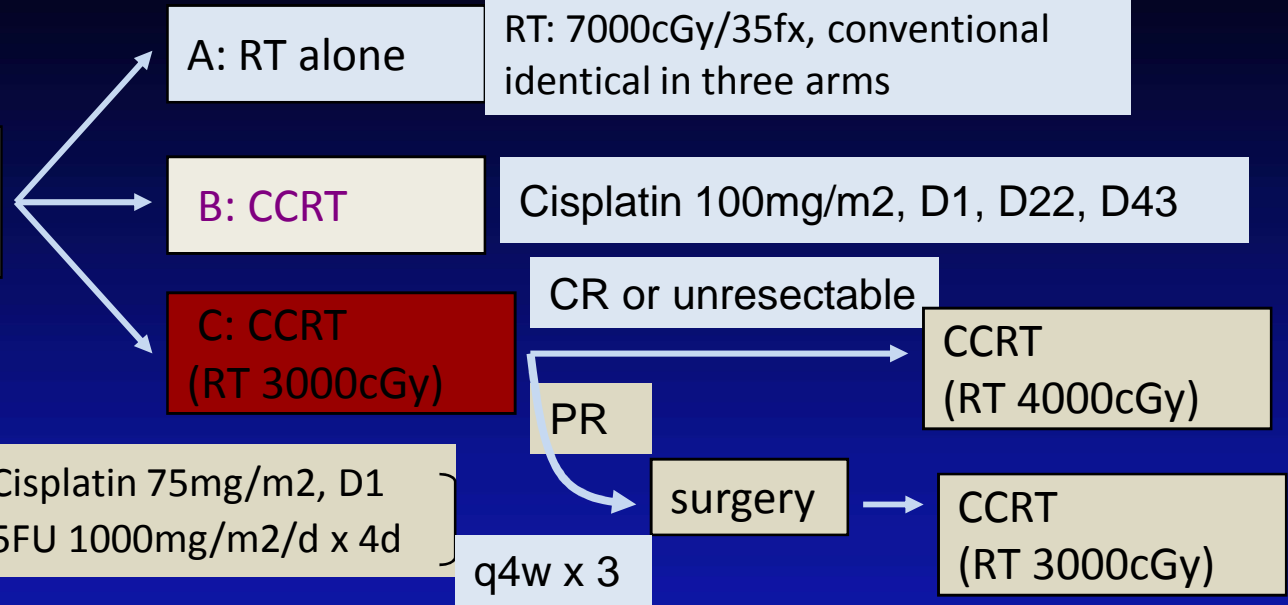 A: RT alone
RT: 7000cGy/35fx, conventional
identical in three arms
B: CCRT
Cisplatin 100mg/m2, D1, D22, D43
C: CCRT
(RT 3000cGy)
CR or unresectable
CCRT
(RT 4000cGy)
PR
surgery
CCRT
(RT 3000cGy)
Cisplatin 75mg/m2, D1
5FU 1000mg/m2/d x 4d
q4w x 3